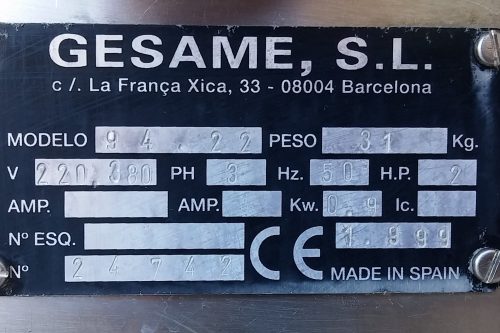 GESAME, S.L.
c/. La França Xica, 33 - 08004 Barcelona
MODELO 94.22 PESO 31 Kg.
V 220.380 PH 3 Hz. 50 H.P. 2
AMP. AMP. Kw. 0.9 Ic.
Nº ESQ. CE 1.999
Nº 24742 MADE IN SPAIN